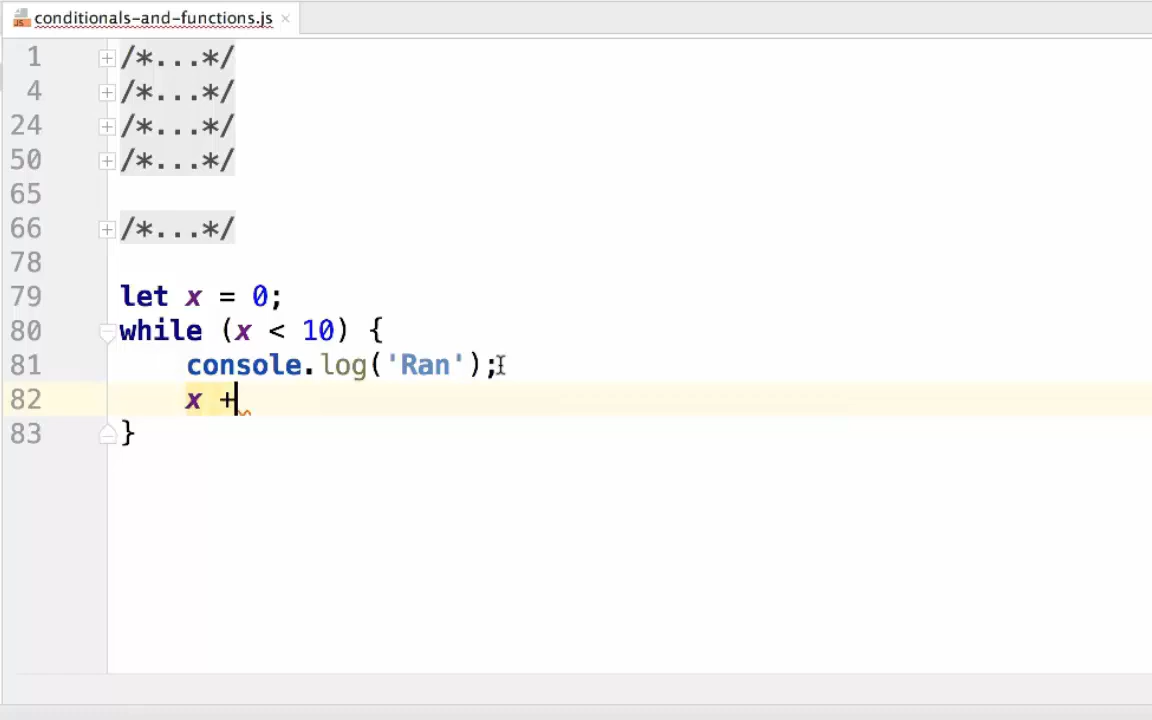 conditionals-and-functions.js
1 /*...*/
4 /*...*/
24 /*...*/
50 /*...*/
65
66 /*...*/
78
79 let x = 0;
80 while (x < 10) {
81     console.log('Ran');
82     x +
83 }